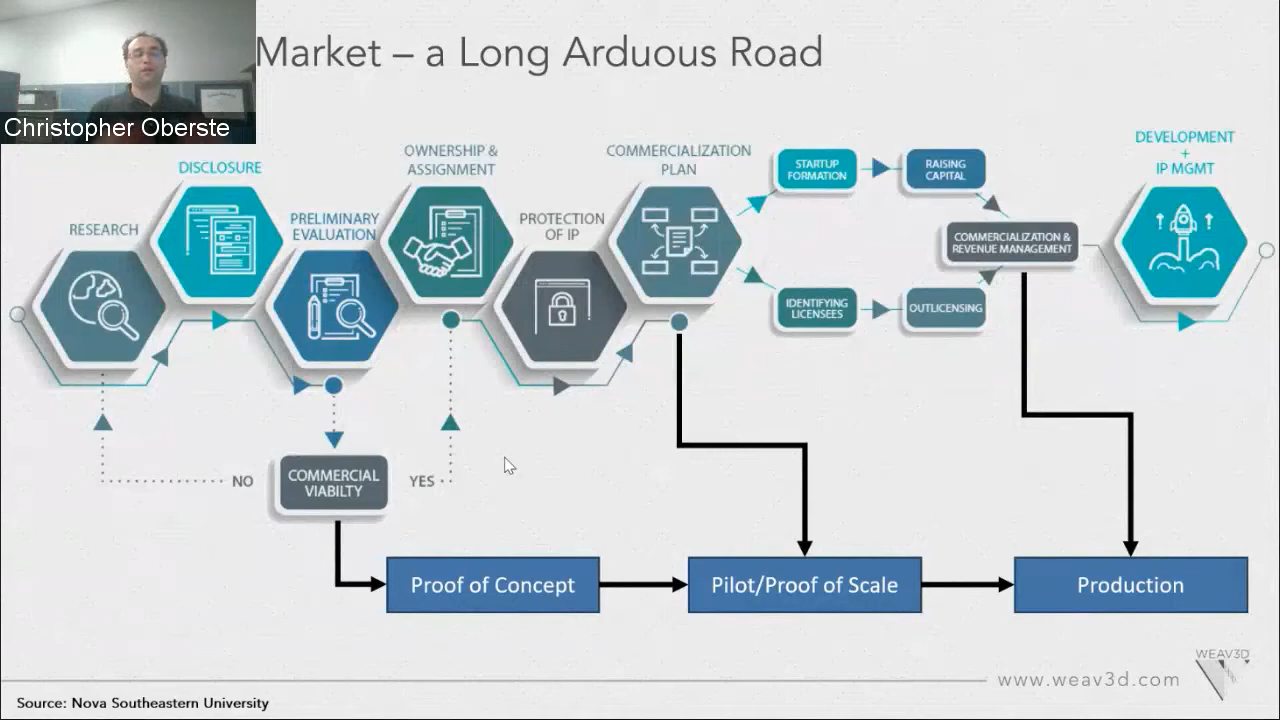 Market – a Long Arduous Road
Christopher Oberste
RESEARCH
DISCLOSURE
PRELIMINARY
EVALUATION
OWNERSHIP &
ASSIGNMENT
PROTECTION
OF IP
COMMERCIALIZATION
PLAN
STARTUP
FORMATION
RAISING
CAPITAL
IDENTIFYING
LICENSEES
OUTLICENSING
COMMERCIALIZATION &
REVENUE MANAGEMENT
DEVELOPMENT
+
IP MGMT
NO
COMMERCIAL
VIABILTY
YES
Proof of Concept
Pilot/Proof of Scale
Production
WEAV3D
www.weav3d.com
Source: Nova Southeastern University